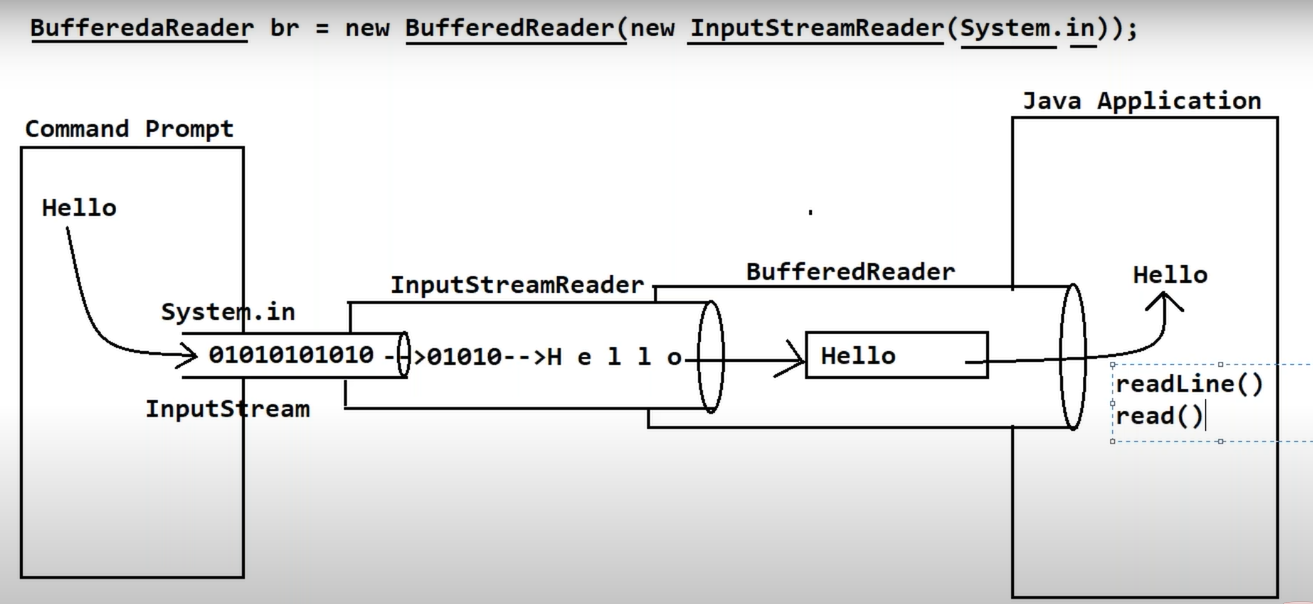 BufferedaReader br = new BufferedReader(new InputStreamReader(System.in));
Java Application
Command Prompt
Hello
BufferedReader
Hello
InputStreamReader
System.in
01010101010 -->01010-->H e l l o
Hello
InputStream
readLine()
read()